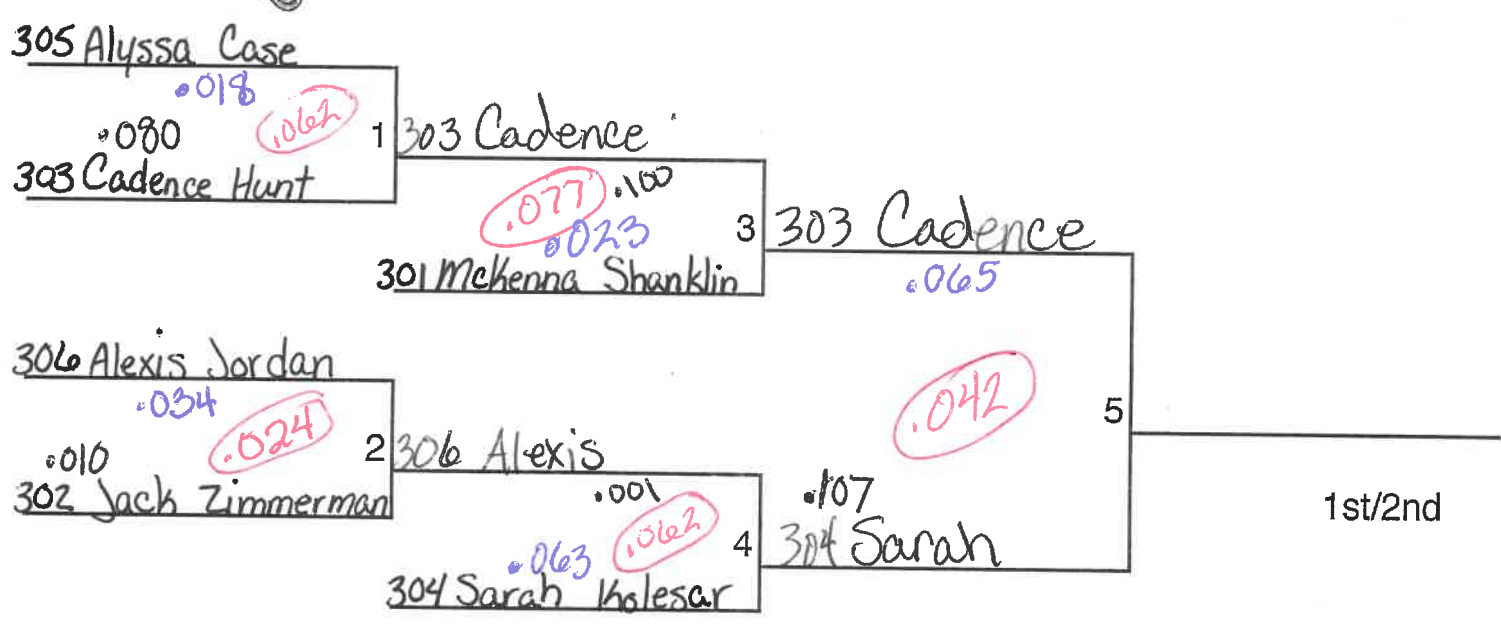 305 Alyssa Case
.018
.080
.062
1
303 Cadence Hunt
303 Cadence
.077
.100
.023
3
301 McKenna Shanklin
303 Cadence
.065
306 Alexis Jordan
.034
.024
.010
2
302 Jack Zimmerman
306 Alexis
.001
.062
.063
4
304 Sarah Kolesar
.042
5
.107
304 Sarah
1st/2nd